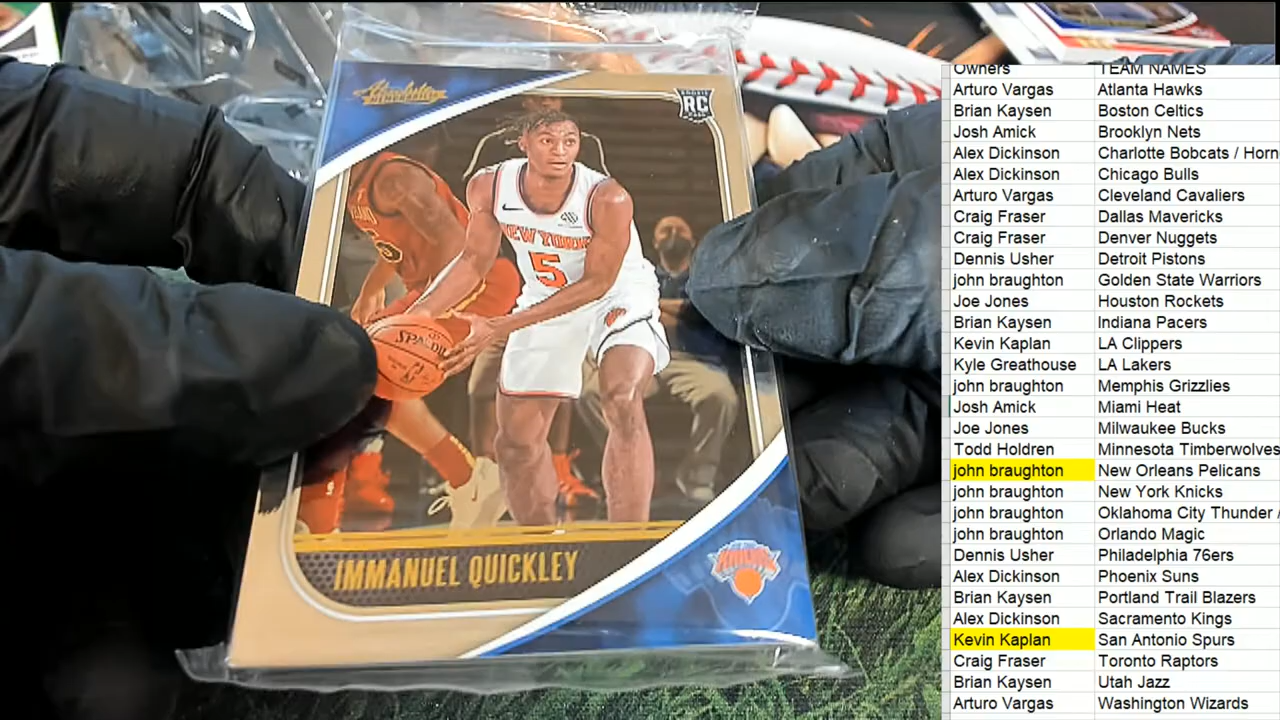 Absolute
ROOKIE
RC
NEW YORK
5
SPALDING
IMMANUEL QUICKLEY
Owners TEAM NAMES
Arturo Vargas Atlanta Hawks
Brian Kaysen Boston Celtics
Josh Amick Brooklyn Nets
Alex Dickinson Charlotte Bobcats / Horn
Alex Dickinson Chicago Bulls
Arturo Vargas Cleveland Cavaliers
Craig Fraser Dallas Mavericks
Craig Fraser Denver Nuggets
Dennis Usher Detroit Pistons
john braughton Golden State Warriors
Joe Jones Houston Rockets
Brian Kaysen Indiana Pacers
Kevin Kaplan LA Clippers
Kyle Greathouse LA Lakers
john braughton Memphis Grizzlies
Josh Amick Miami Heat
Joe Jones Milwaukee Bucks
Todd Holdren Minnesota Timberwolves
john braughton New Orleans Pelicans
john braughton New York Knicks
john braughton Oklahoma City Thunder /
john braughton Orlando Magic
Dennis Usher Philadelphia 76ers
Alex Dickinson Phoenix Suns
Brian Kaysen Portland Trail Blazers
Alex Dickinson Sacramento Kings
Kevin Kaplan San Antonio Spurs
Craig Fraser Toronto Raptors
Brian Kaysen Utah Jazz
Arturo Vargas Washington Wizards